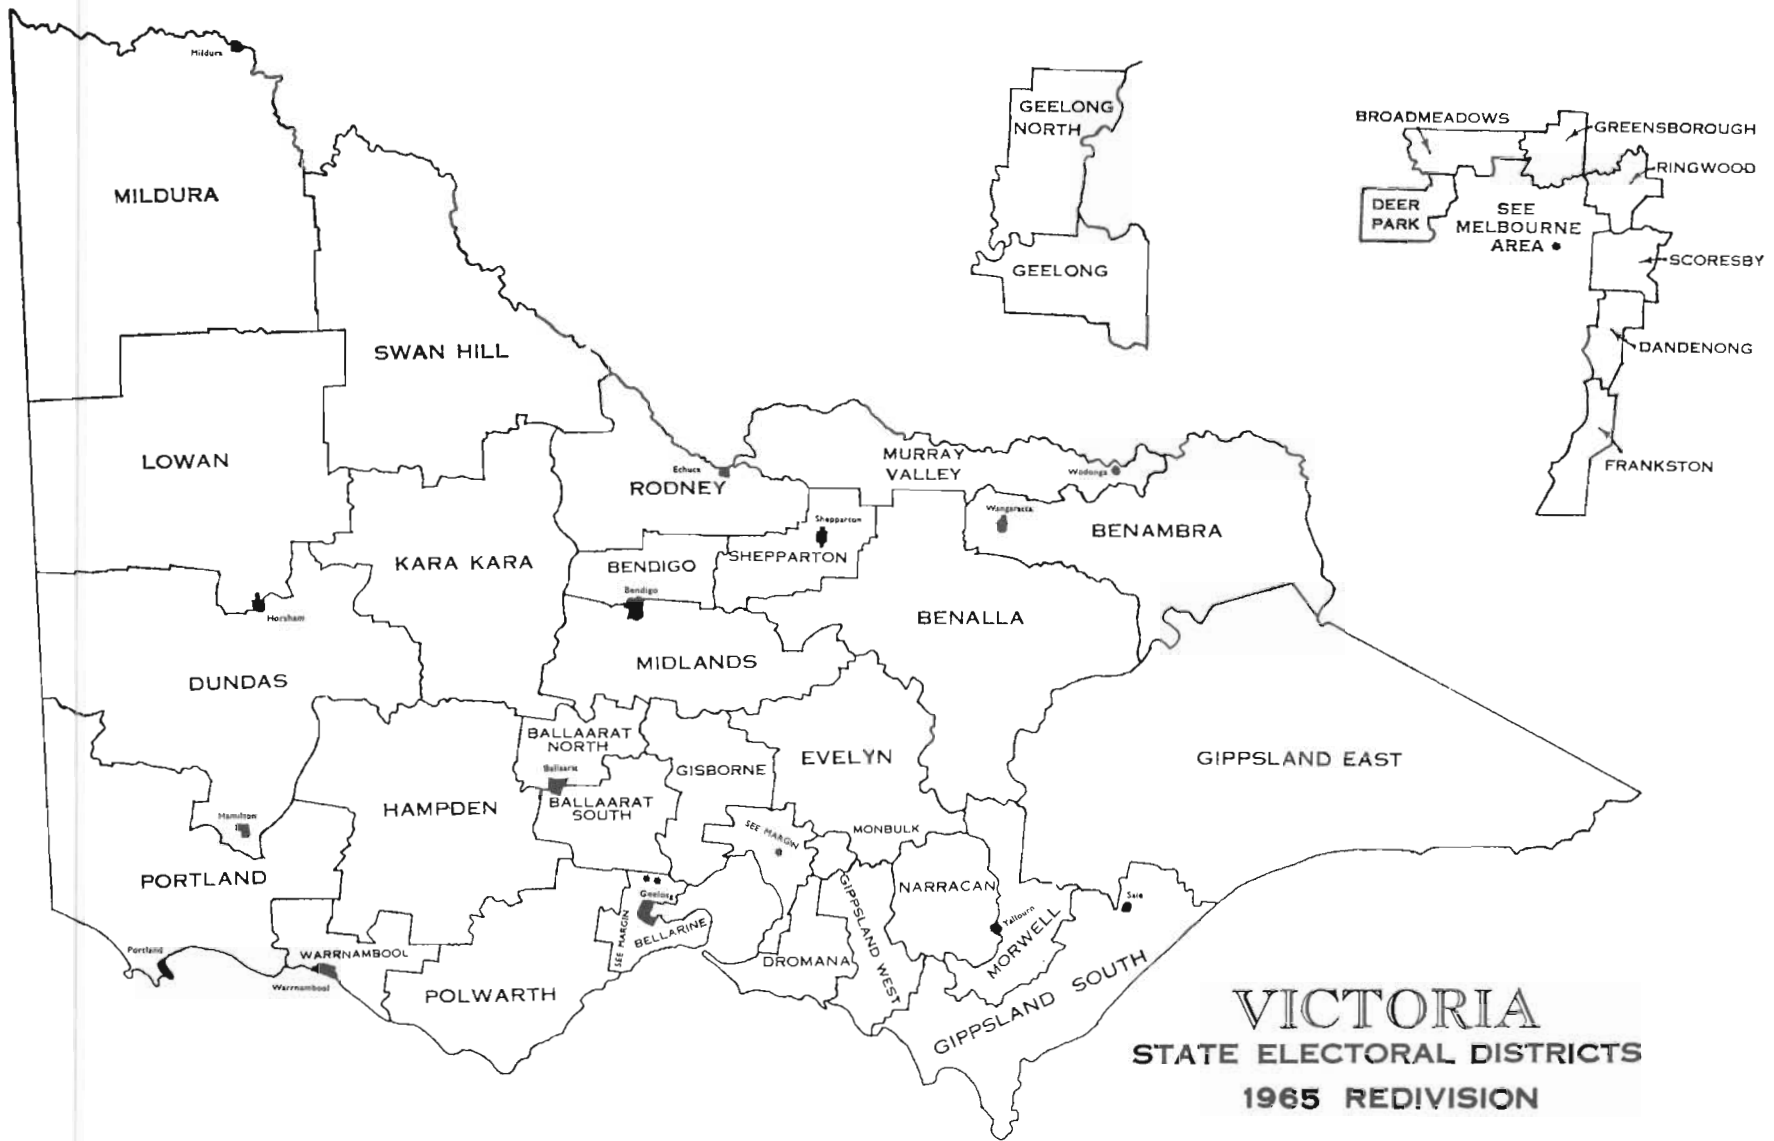 Mildura
MILDURA
SWAN HILL
LOWAN
GEELONG
NORTH
GEELONG
BROADMEADOWS
GREENSBOROUGH
RINGWOOD
DEER
PARK
SEE
MELBOURNE
AREA
SCORESBY
DANDENONG
FRANKSTON
Echuca
RODNEY
MURRAY
VALLEY
Wodonga
Wangaratta
BENAMBRA
Shepparton
SHEPPARTON
KARA KARA
BENDIGO
Bendigo
Horsham
BENALLA
MIDLANDS
DUNDAS
BALLAARAT
NORTH
Ballaarat
BALLAARAT
SOUTH
GISBORNE
EVELYN
GIPPSLAND EAST
HAMPDEN
Hamilton
SEE MARGIN
MONBULK
PORTLAND
NARRACAN
Geelong
SEE MARGIN
BELLARINE
GIPPSLAND WEST
Yallourn
MORWELL
Sale
Portland
WARRNAMBOOL
Warrnambool
POLWARTH
DROMANA
GIPPSLAND SOUTH
VICTORIA
STATE ELECTORAL DISTRICTS
1965 REDIVISION